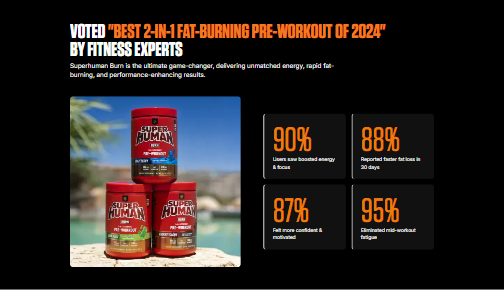 VOTED "BEST 2-IN-1 FAT-BURNING PRE-WORKOUT OF 2024"
BY FITNESS EXPERTS
Superhuman Burn is the ultimate game-changer, delivering unmatched energy, rapid fat-
burning, and performance-enhancing results.
SUPER
HUMAN
BURN
PRE-WORKOUT
SUPER
HUMAN
PRE-WORKOUT
SUPER
HUMAN
PRE-WORKOUT
90%
Users saw boosted energy
& focus
88%
Reported faster fat loss in
30 days
87%
Felt more confident &
motivated
95%
Eliminated mid-workout
fatigue